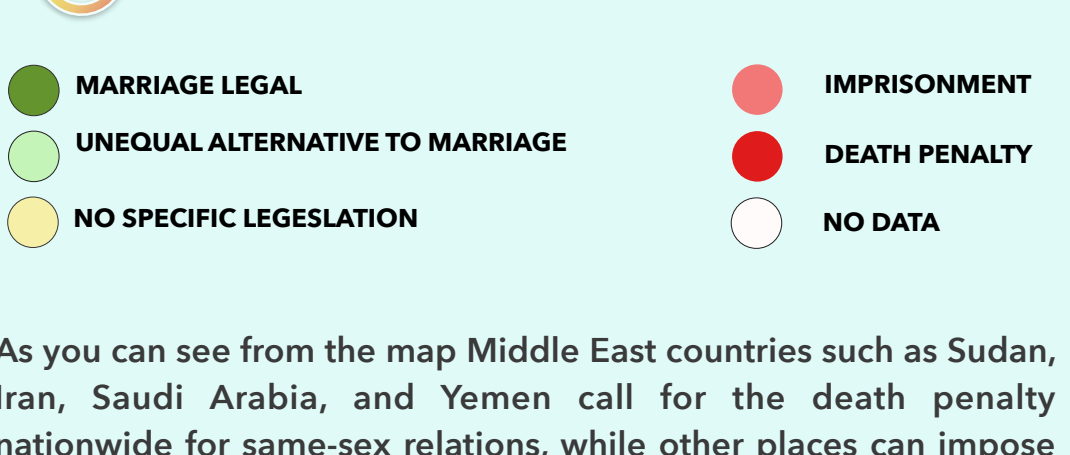 MARRIAGE LEGAL
UNEQUAL ALTERNATIVE TO MARRIAGE
NO SPECIFIC LEGESLATION
IMPRISONMENT
DEATH PENALTY
NO DATA
As you can see from the map Middle East countries such as Sudan,
Iran, Saudi Arabia, and Yemen call for the death penalty
nationwide for same-sex relations, while other places can impose